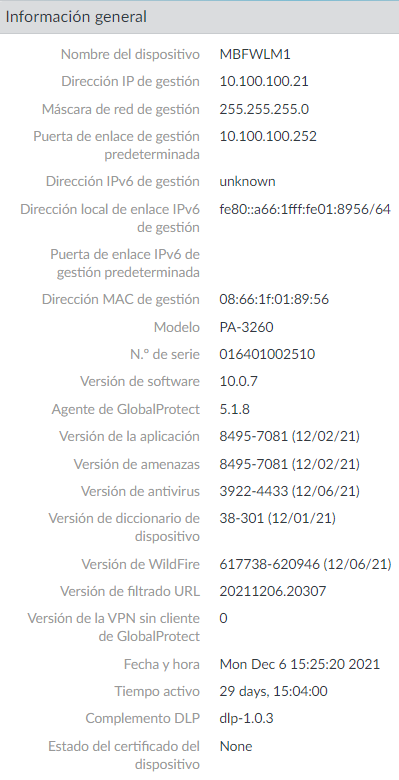 Información general
Nombre del dispositivo MBFWLM1
Dirección IP de gestión 10.100.100.21
Máscara de red de gestión 255.255.255.0
Puerta de enlace de gestión 10.100.100.252
predeterminada
Dirección IPv6 de gestión unknown
Dirección local de enlace IPv6 fe80::a66:1fff:fe01:8956/64
de gestión
Puerta de enlace IPv6 de
gestión predeterminada
Dirección MAC de gestión 08:66:1f:01:89:56
Modelo PA-3260
N.º de serie 016401002510
Versión de software 10.0.7
Agente de GlobalProtect 5.1.8
Versión de la aplicación 8495-7081 (12/02/21)
Versión de amenazas 8495-7081 (12/02/21)
Versión de antivirus 3922-4433 (12/06/21)
Versión de diccionario de 38-301 (12/01/21)
dispositivo
Versión de WildFire 617738-620946 (12/06/21)
Versión de filtrado URL 20211206.20307
Versión de la VPN sin cliente 0
de GlobalProtect
Fecha y hora Mon Dec 6 15:25:20 2021
Tiempo activo 29 days, 15:04:00
Complemento DLP dlp-1.0.3
Estado del certificado del None
dispositivo